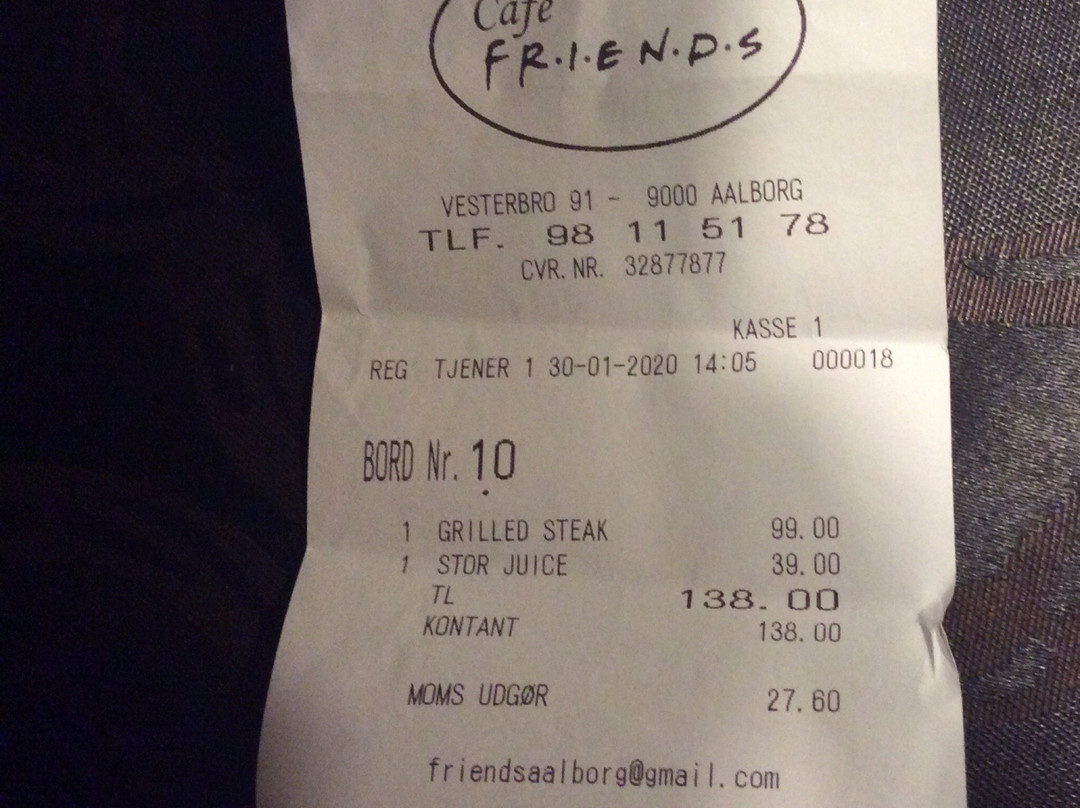 Cafe
F.R.I.E.N.D.S
VESTERBRO 91 - 9000 AALBORG
TLF. 98 11 51 78
CVR.NR. 32877877
KASSE 1
REG TJENER 1 30-01-2020 14:05 000018
BORD Nr. 10
1 GRILLED STEAK 99.00
1 STOR JUICE 39.00
TL 138.00
KONTANT 138.00
MOMS UDGØR 27.60
friendsaalborg@gmail.com